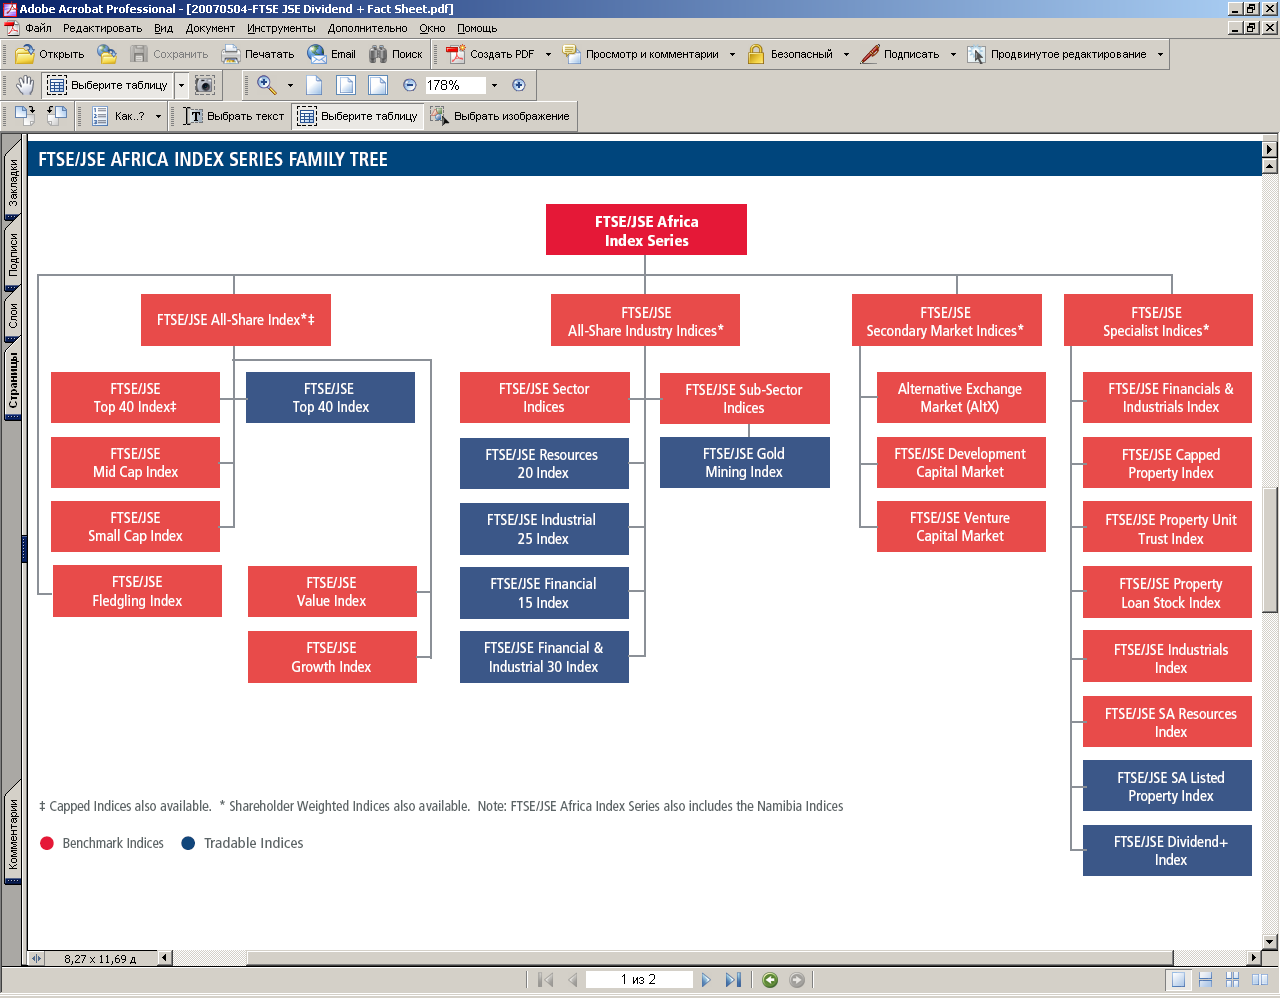 Adobe Acrobat Professional - [20070504-FTSE JSE Dividend + Fact Sheet.pdf]
Файл Редактировать Вид Документ Инструменты Дополнительно Окно Помощь
Открыть Сохранить Печатать Email Поиск Создать PDF Просмотр и комментарии Безопасный Подписать Продвинутое редактирование
Выберите таблицу 178%
Как..? Выбрать текст Выберите таблицу Выбрать изображение
Закладки
Подписи
Слои
Страницы
Комментарии
FTSE/JSE AFRICA INDEX SERIES FAMILY TREE
FTSE/JSE Africa
Index Series
FTSE/JSE All-Share Index*‡
FTSE/JSE
All-Share Industry Indices*
FTSE/JSE
Secondary Market Indices*
FTSE/JSE
Specialist Indices*
FTSE/JSE
Top 40 Index‡
FTSE/JSE
Top 40 Index
FTSE/JSE
Mid Cap Index
FTSE/JSE
Small Cap Index
FTSE/JSE
Fledgling Index
FTSE/JSE
Value Index
FTSE/JSE
Growth Index
FTSE/JSE Sector
Indices
FTSE/JSE Sub-Sector
Indices
FTSE/JSE Resources
20 Index
FTSE/JSE Gold
Mining Index
FTSE/JSE Industrial
25 Index
FTSE/JSE Financial
15 Index
FTSE/JSE Financial &
Industrial 30 Index
Alternative Exchange
Market (AltX)
FTSE/JSE Development
Capital Market
FTSE/JSE Venture
Capital Market
FTSE/JSE Financials &
Industrials Index
FTSE/JSE Capped
Property Index
FTSE/JSE Property Unit
Trust Index
FTSE/JSE Property
Loan Stock Index
FTSE/JSE Industrials
Index
FTSE/JSE SA Resources
Index
FTSE/JSE SA Listed
Property Index
FTSE/JSE Dividend+
Index
‡ Capped Indices also available. * Shareholder Weighted Indices also available. Note: FTSE/JSE Africa Index Series also includes the Namibia Indices
Benchmark Indices Tradable Indices
8,27 x 11,69 д
1 из 2